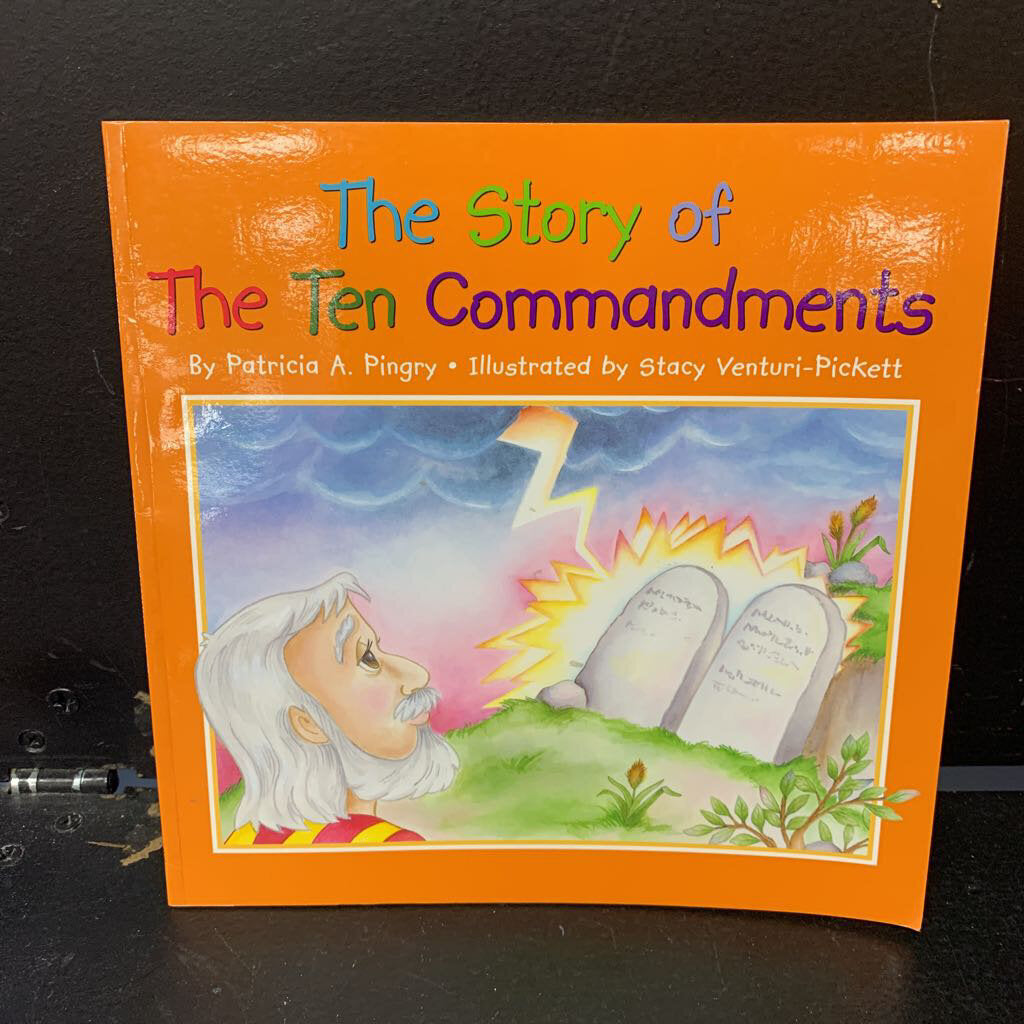 The Story of
The Ten Commandments
By Patricia A. Pingry • Illustrated by Stacy Venturi-Pickett